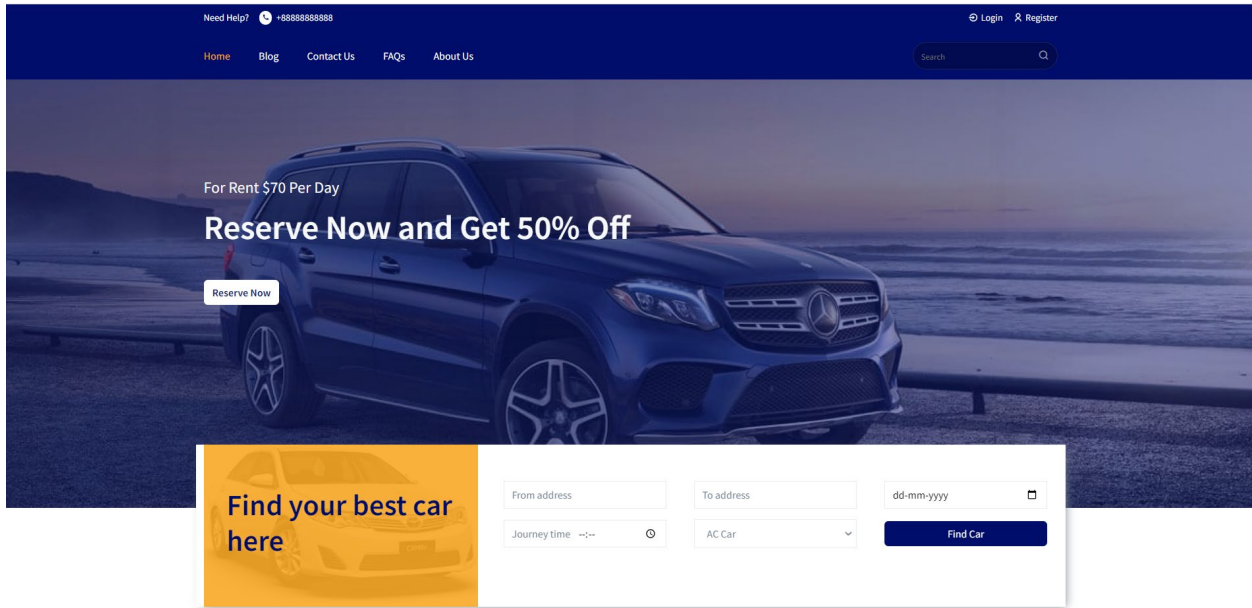 Need Help? +88888888888
Login Register
Home Blog Contact Us FAQs About Us
Search
For Rent $70 Per Day
Reserve Now and Get 50% Off
Reserve Now
Find your best car
here
From address To address dd-mm-yyyy
Journey time --:-- AC Car Find Car